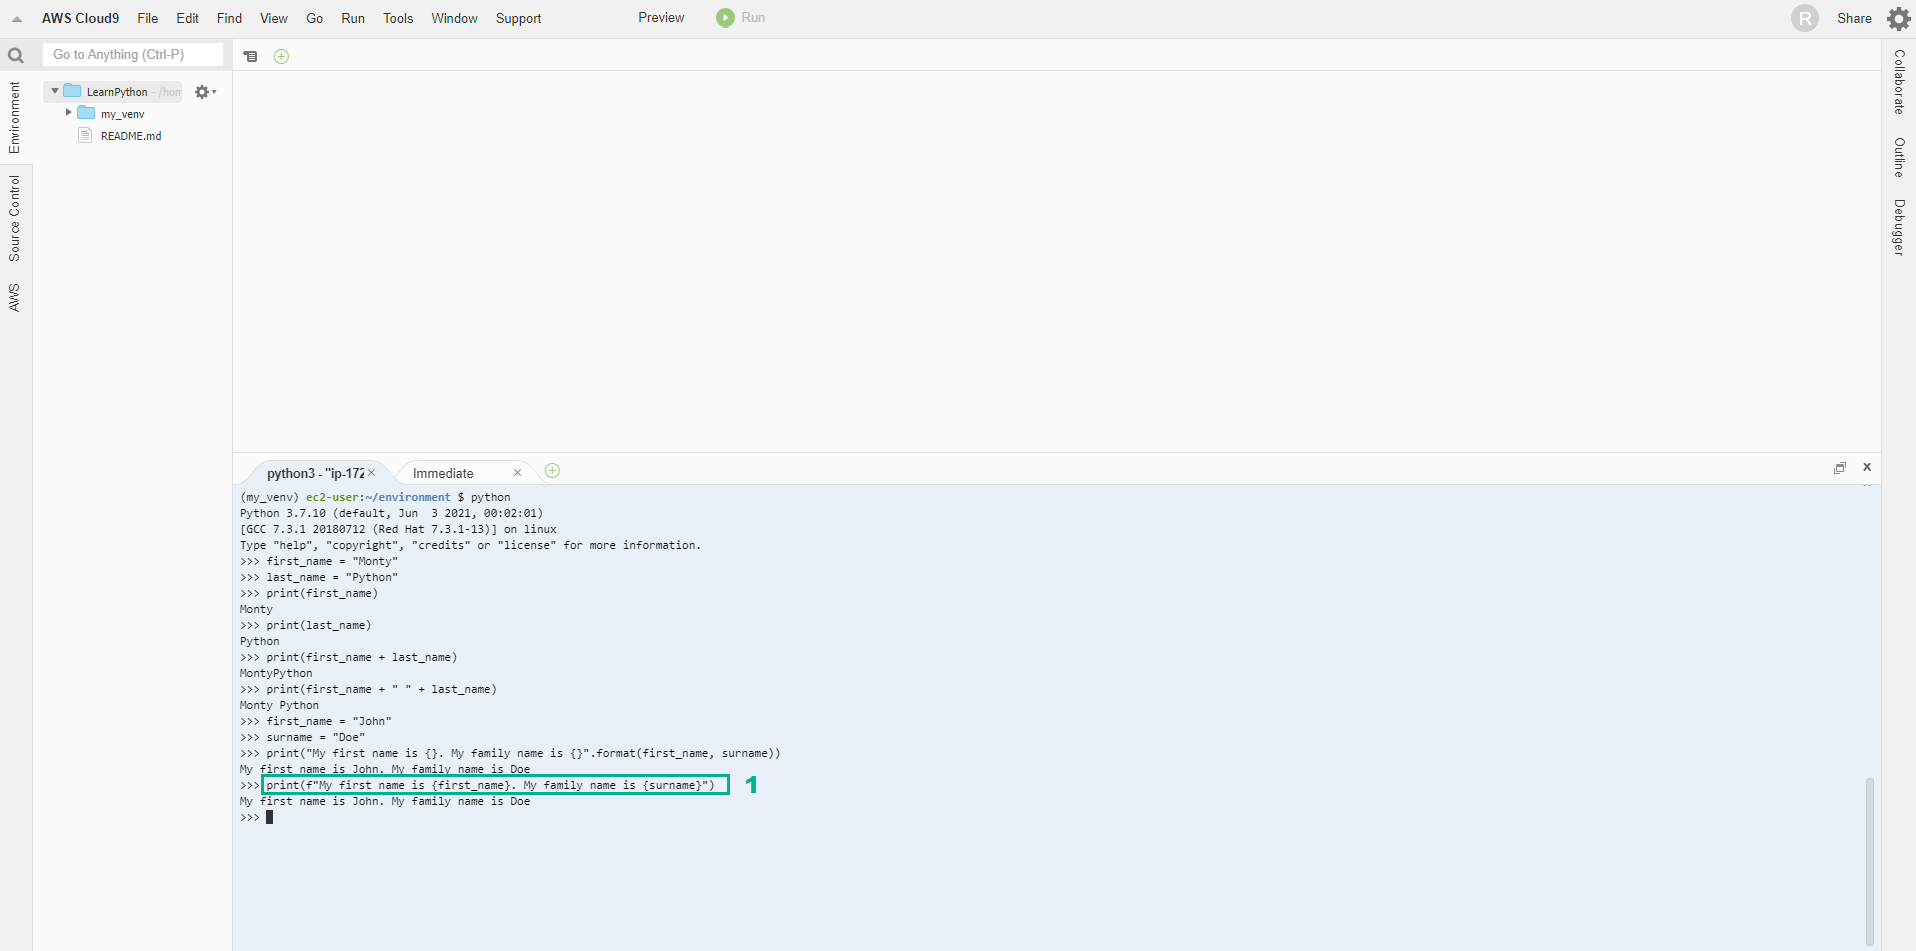 AWS Cloud9 File Edit Find View Go Run Tools Window Support Preview Run R Share
Go to Anything (Ctrl-P)
Environment
Source Control
AWS
LearnPython - /hom
my_venv
README.md
Collaborate
Outline
Debugger
python3 - "ip-172 × Immediate ×
(my_venv) ec2-user:~/environment $ python
Python 3.7.10 (default, Jun  3 2021, 00:02:01)
[GCC 7.3.1 20180712 (Red Hat 7.3.1-13)] on linux
Type "help", "copyright", "credits" or "license" for more information.
>>> first_name = "Monty"
>>> last_name = "Python"
>>> print(first_name)
Monty
>>> print(last_name)
Python
>>> print(first_name + last_name)
MontyPython
>>> print(first_name + " " + last_name)
Monty Python
>>> first_name = "John"
>>> surname = "Doe"
>>> print("My first name is {}. My family name is {}".format(first_name, surname))
My first name is John. My family name is Doe
>>> print(f"My first name is {first_name}. My family name is {surname}") 1
My first name is John. My family name is Doe
>>>